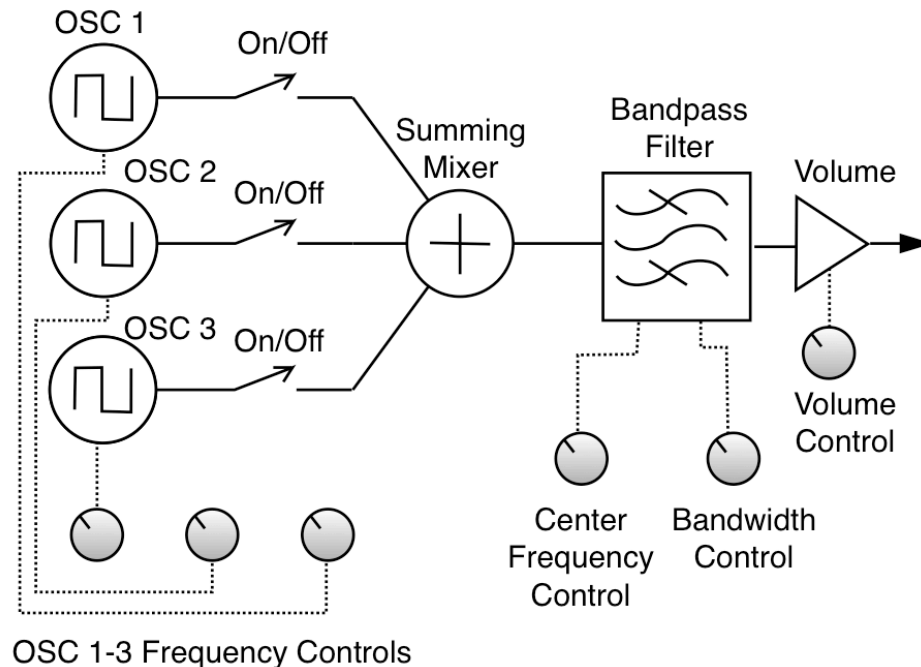 OSC 1
On/Off
OSC 2
On/Off
OSC 3
On/Off
Summing
Mixer
Bandpass
Filter
Volume
Volume
Control
Center
Frequency
Control
Bandwidth
Control
OSC 1-3 Frequency Controls